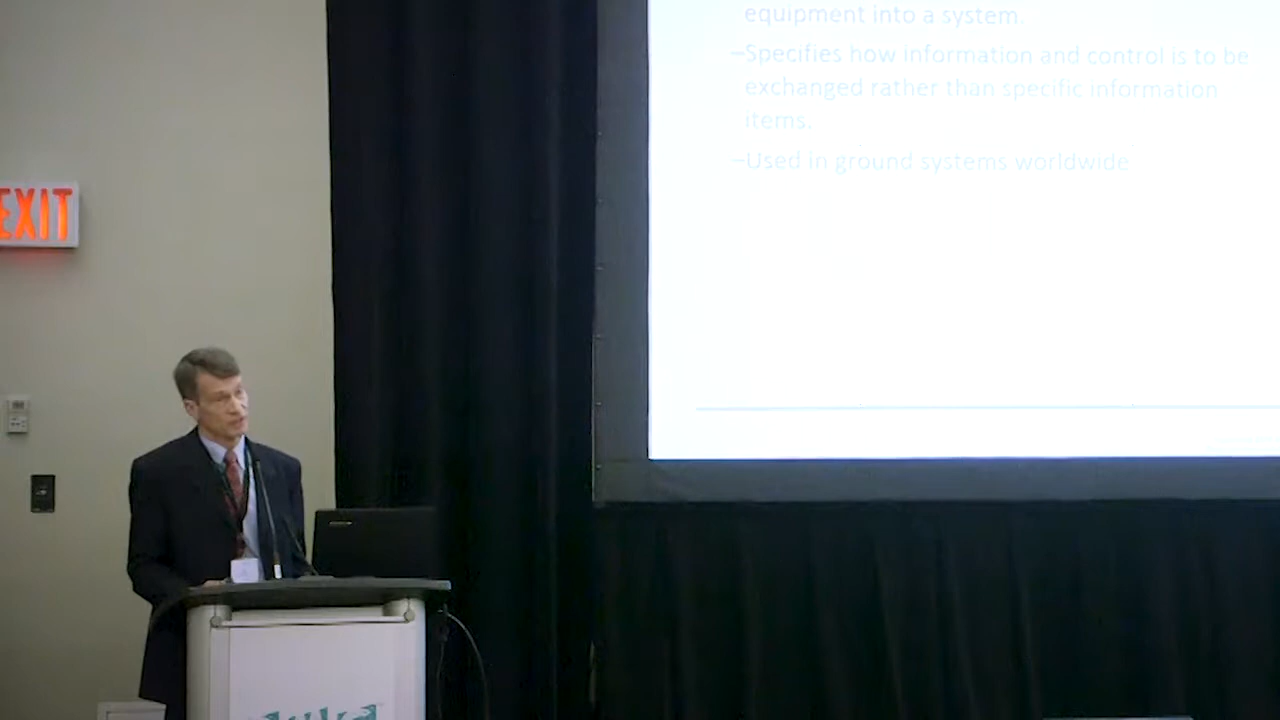 equipment into a system.
–Specifies how information and control is to be
exchanged rather than specific information
items.
–Used in ground systems worldwide
EXIT